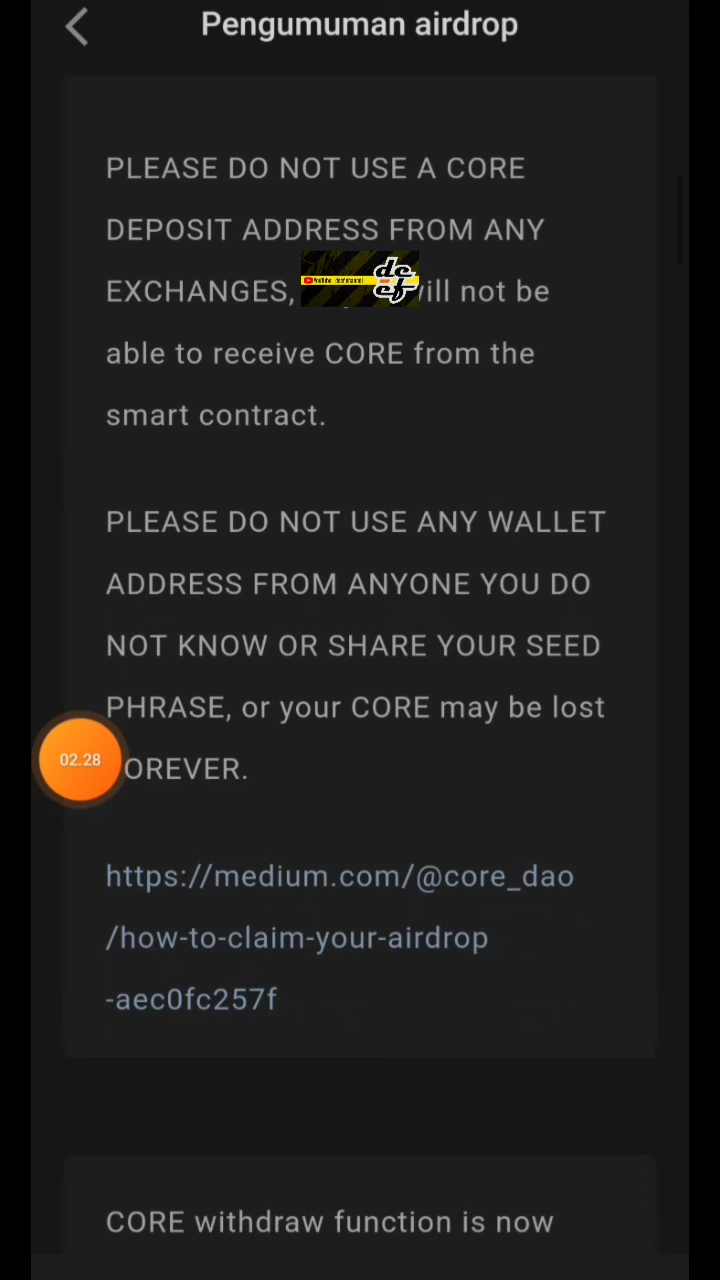 Pengumuman airdrop
PLEASE DO NOT USE A CORE
DEPOSIT ADDRESS FROM ANY
EXCHANGES, will not be
able to receive CORE from the
smart contract.
PLEASE DO NOT USE ANY WALLET
ADDRESS FROM ANYONE YOU DO
NOT KNOW OR SHARE YOUR SEED
PHRASE, or your CORE may be lost
02.28
OREVER.
https://medium.com/@core_dao
/how-to-claim-your-airdrop
-aec0fc257f
CORE withdraw function is now